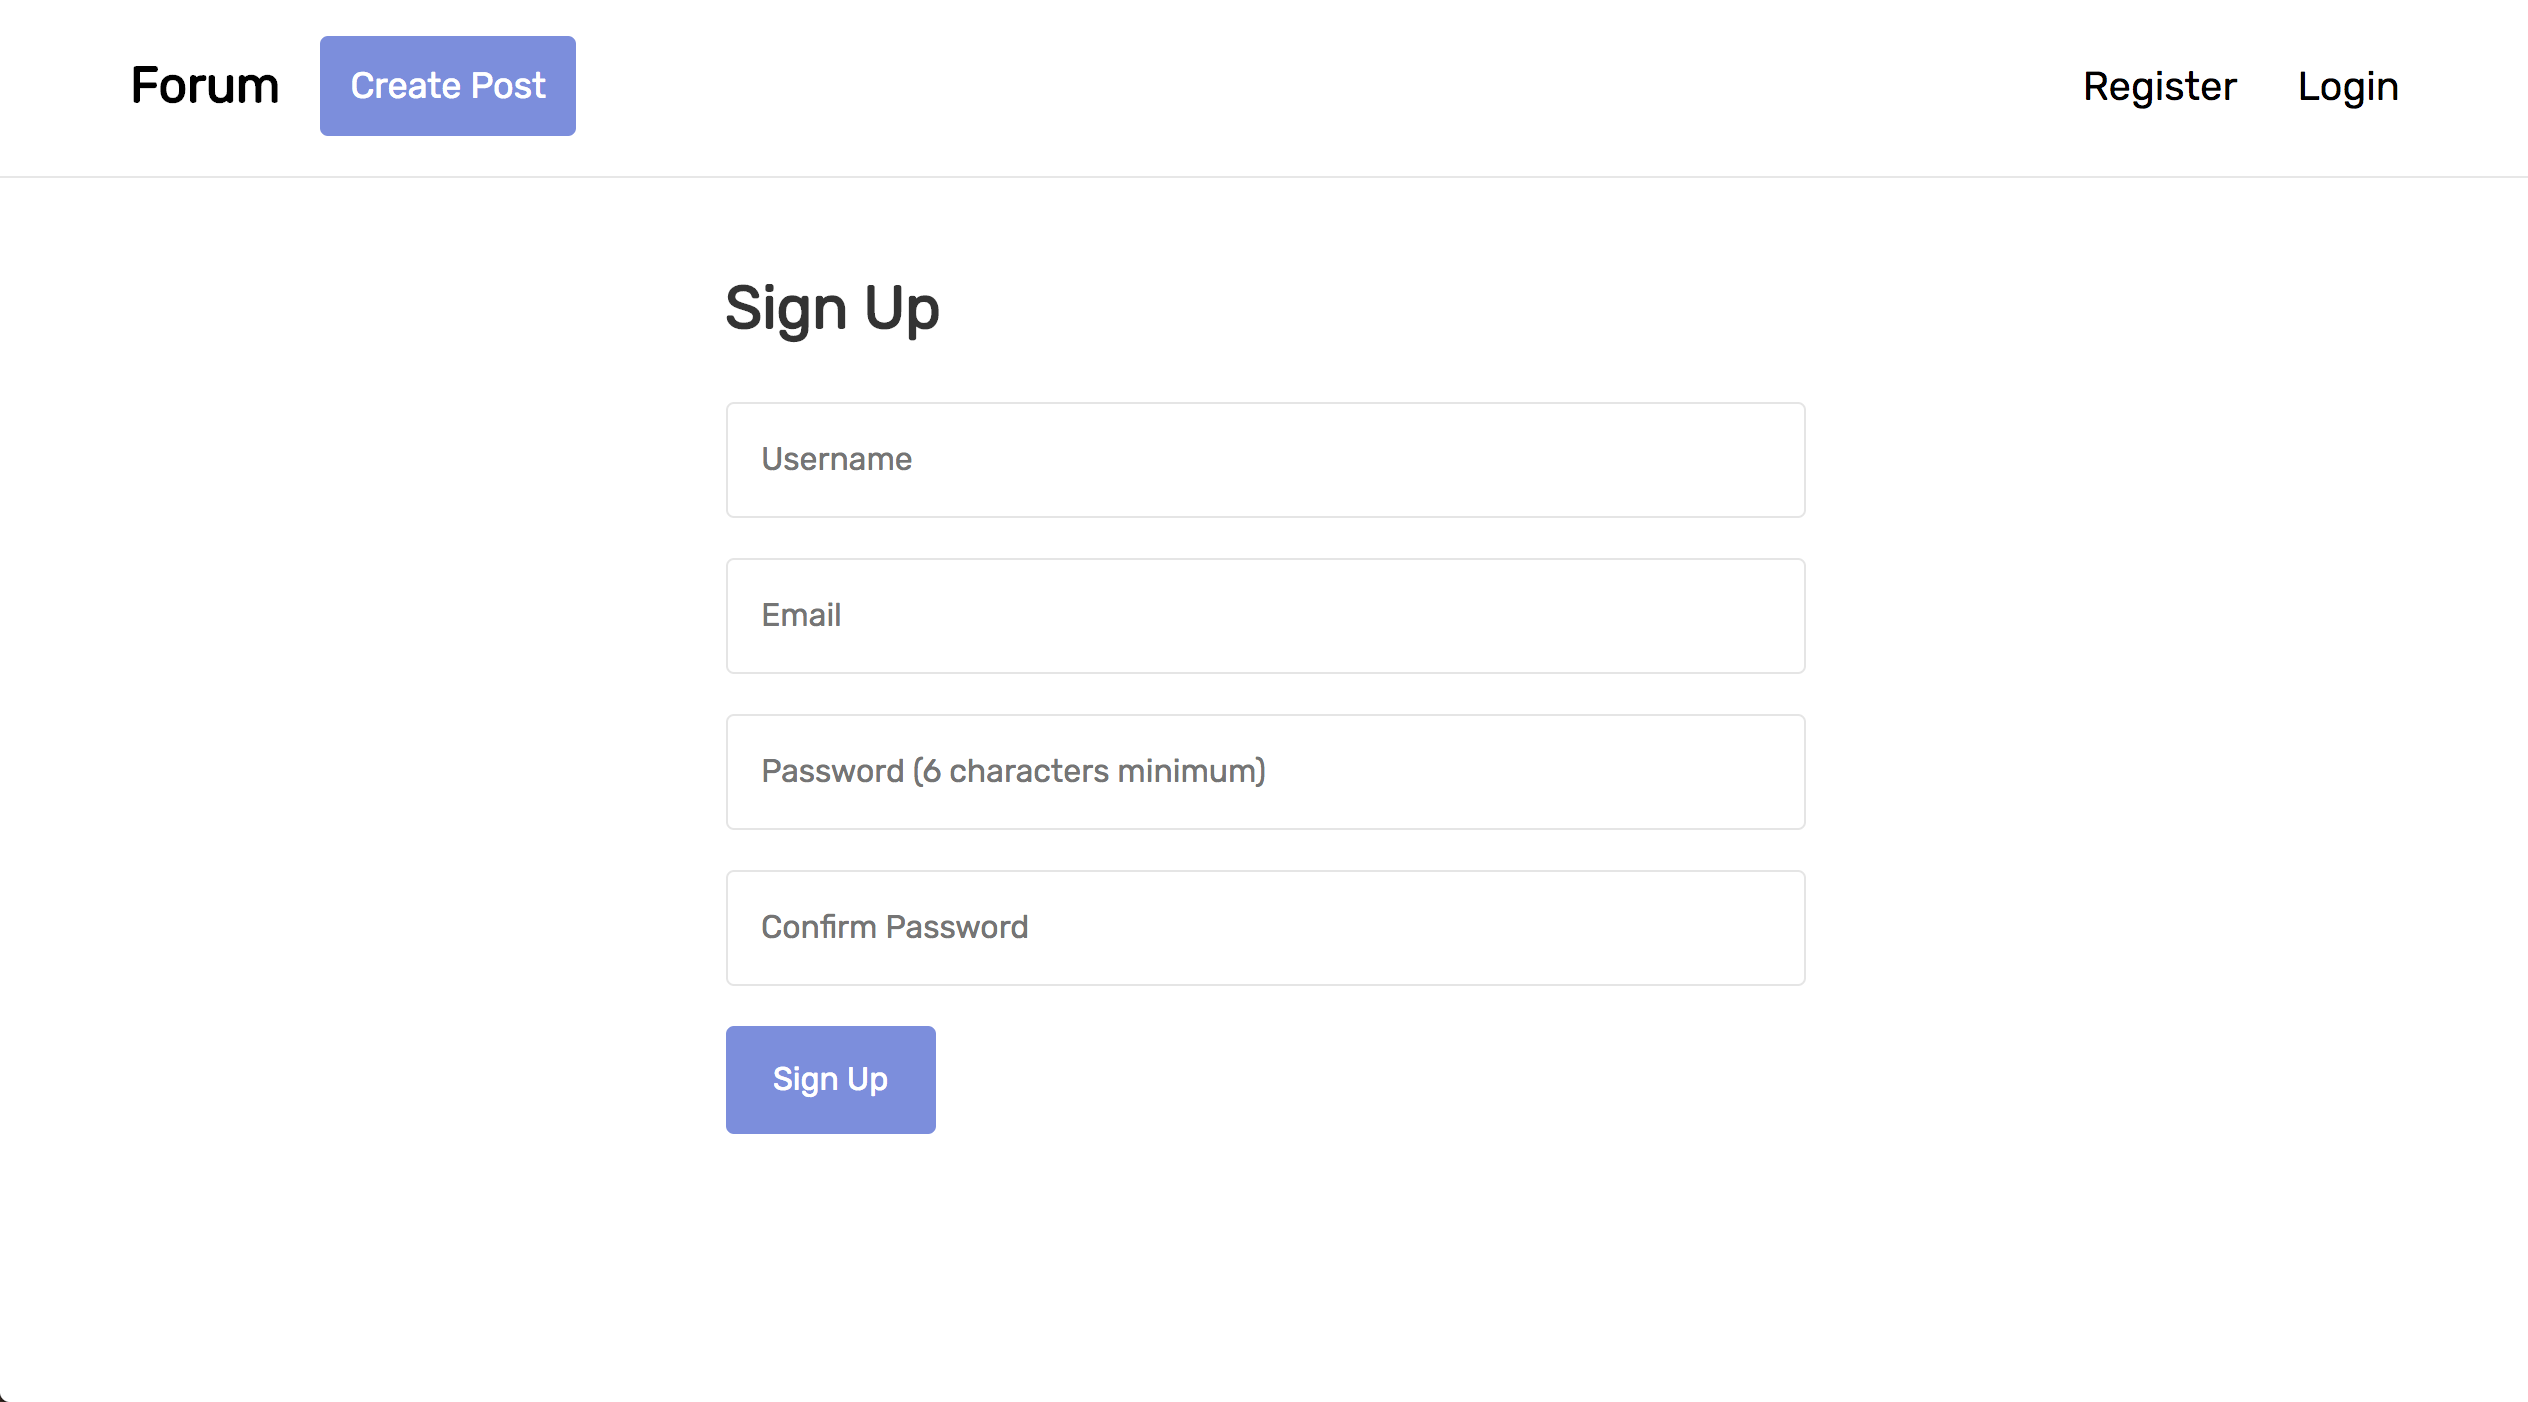 Forum Create Post Register Login
Sign Up
Username
Email
Password (6 characters minimum)
Confirm Password
Sign Up